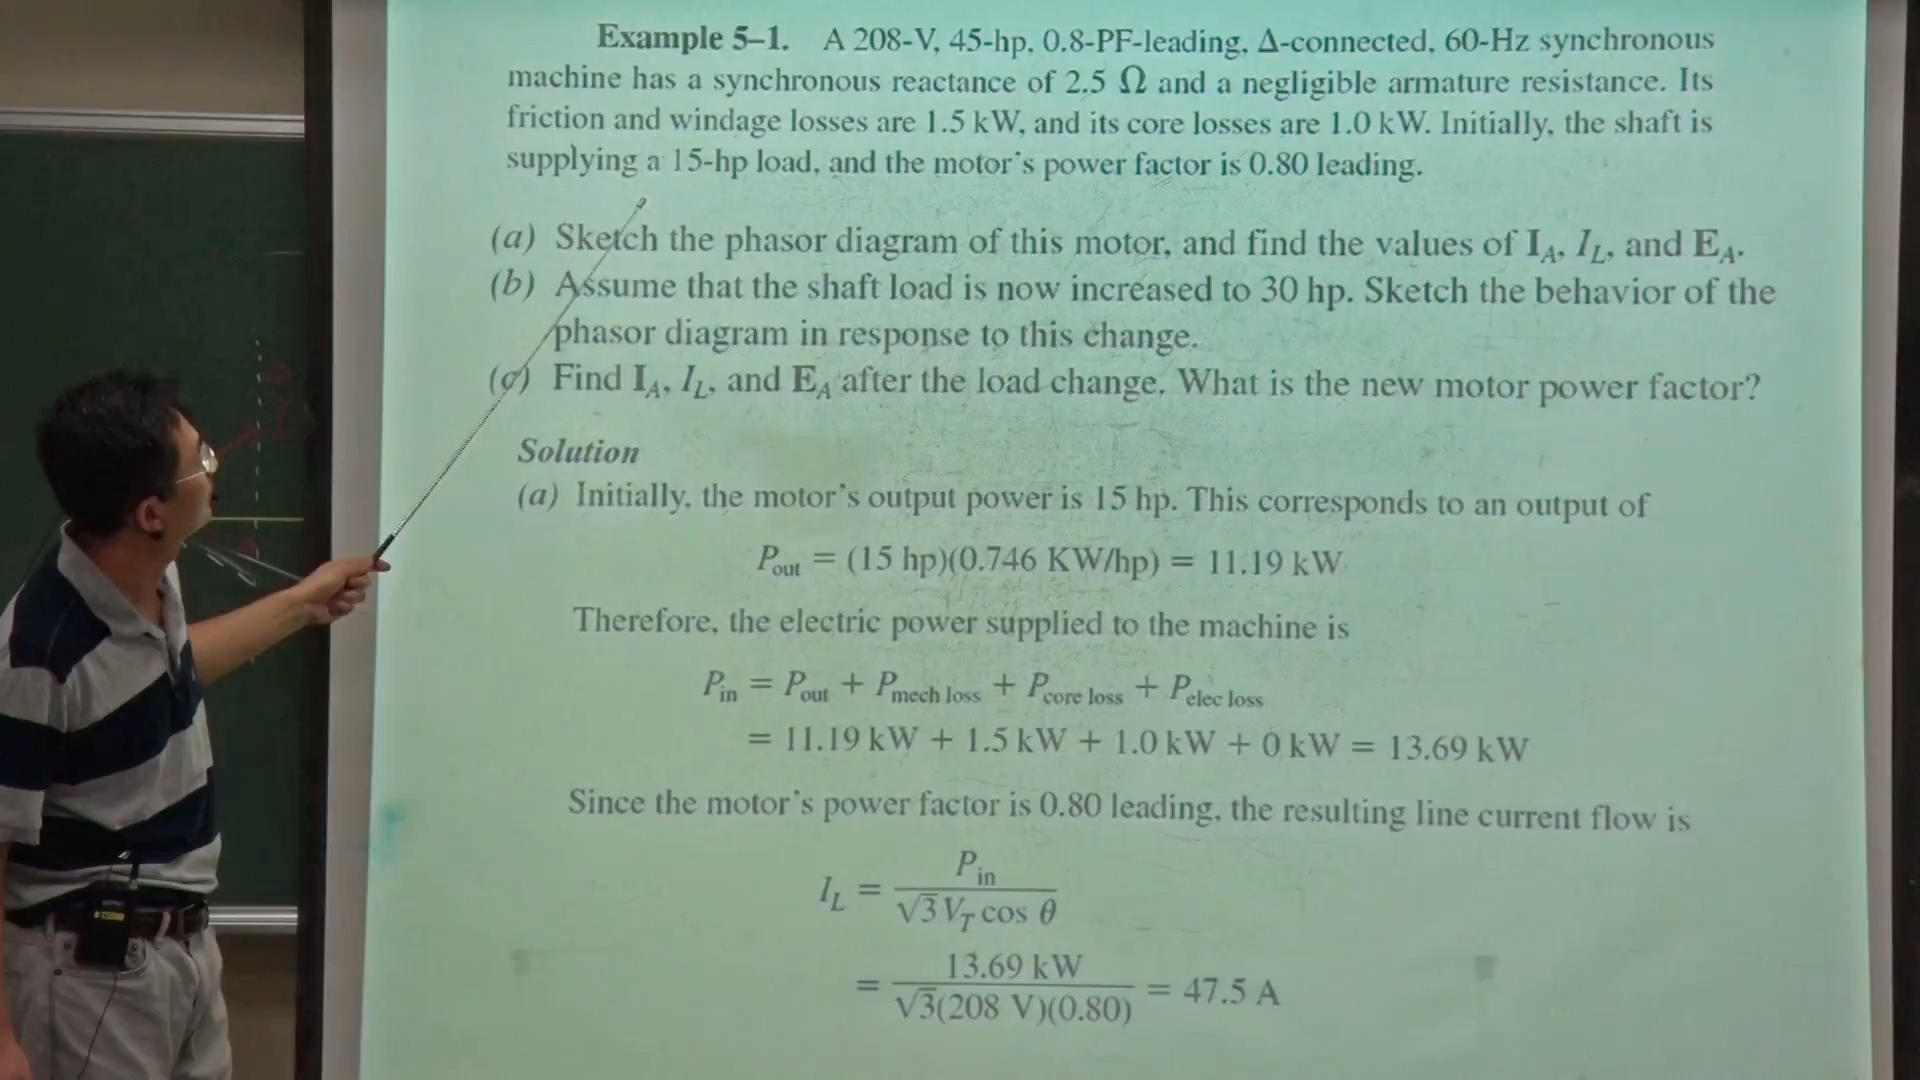 Example 5–1. A 208-V, 45-hp, 0.8-PF-leading, Δ-connected, 60-Hz synchronous
machine has a synchronous reactance of 2.5 Ω and a negligible armature resistance. Its
friction and windage losses are 1.5 kW, and its core losses are 1.0 kW. Initially, the shaft is
supplying a 15-hp load, and the motor's power factor is 0.80 leading.
(a) Sketch the phasor diagram of this motor, and find the values of I_A, I_L, and E_A.
(b) Assume that the shaft load is now increased to 30 hp. Sketch the behavior of the
phasor diagram in response to this change.
(c) Find I_A, I_L, and E_A after the load change. What is the new motor power factor?
Solution
(a) Initially, the motor's output power is 15 hp. This corresponds to an output of
P_out = (15 hp)(0.746 KW/hp) = 11.19 kW
Therefore, the electric power supplied to the machine is
P_in = P_out + P_mech loss + P_core loss + P_elec loss
= 11.19 kW + 1.5 kW + 1.0 kW + 0 kW = 13.69 kW
Since the motor's power factor is 0.80 leading, the resulting line current flow is
I_L = P_in / √3 V_T cos θ
= 13.69 kW / √3(208 V)(0.80) = 47.5 A